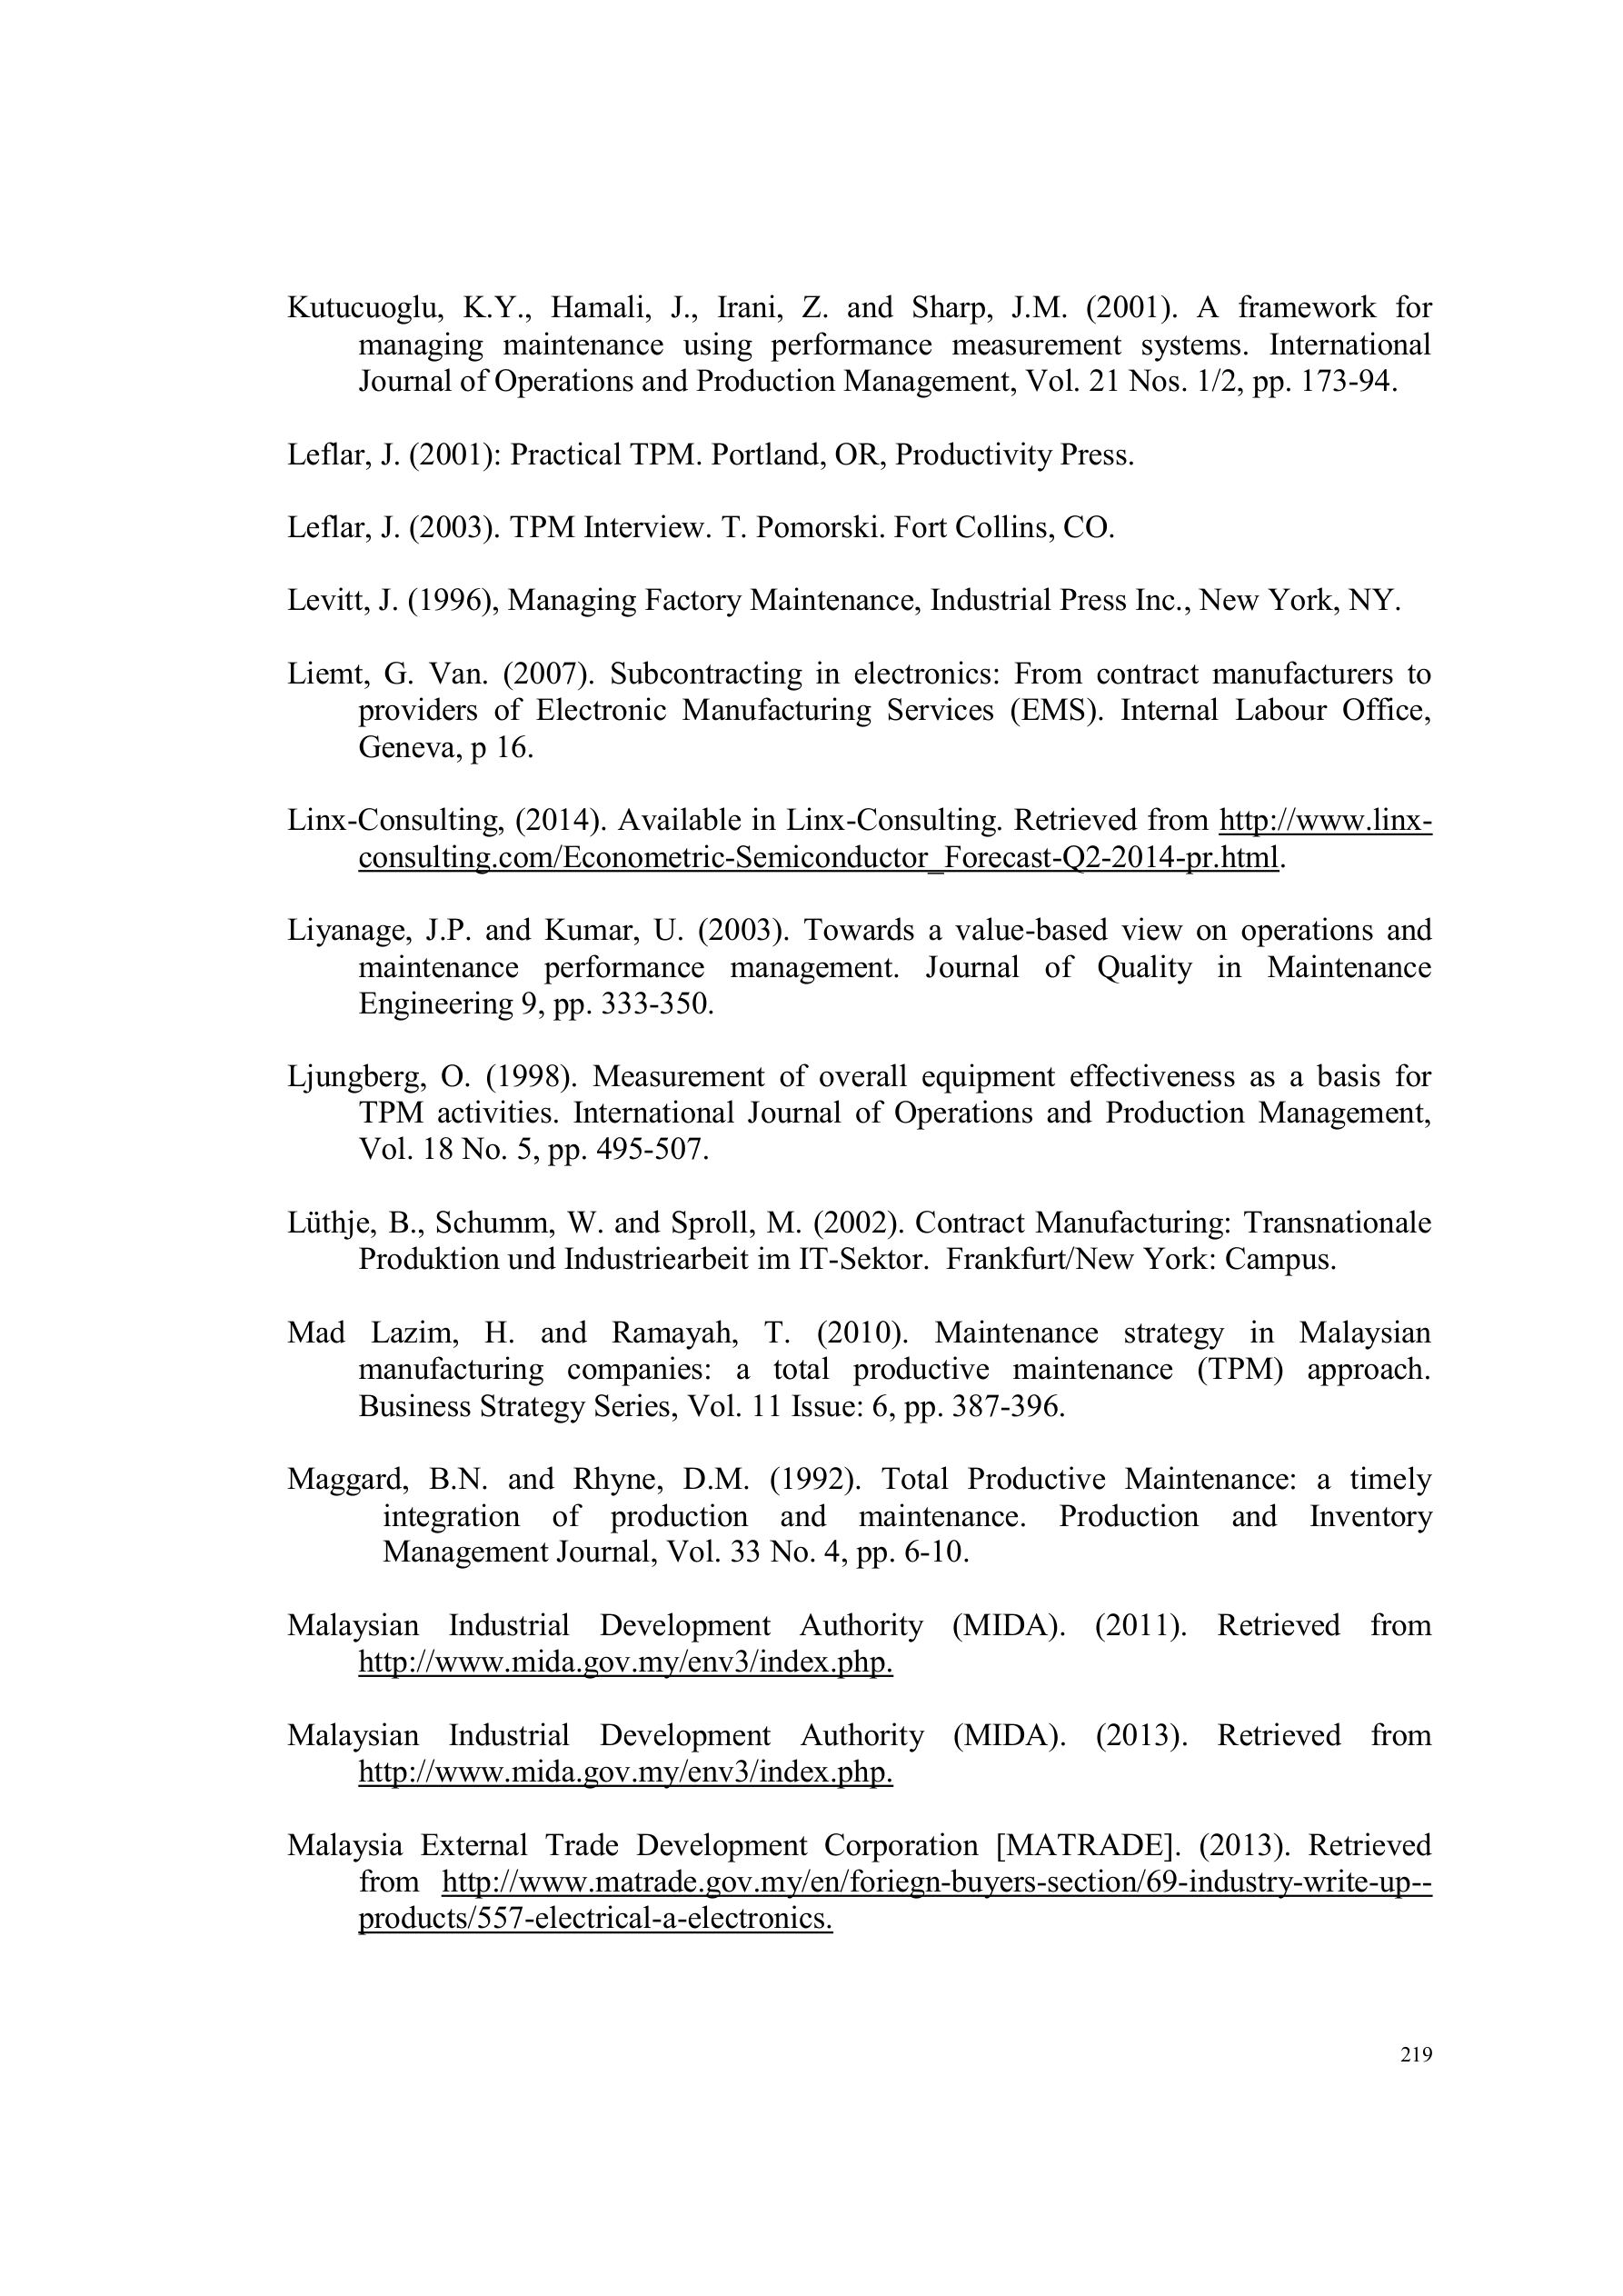 Kutucuoglu, K.Y., Hamali, J., Irani, Z. and Sharp, J.M. (2001). A framework for
managing maintenance using performance measurement systems. International
Journal of Operations and Production Management, Vol. 21 Nos. 1/2, pp. 173-94.
Leflar, J. (2001): Practical TPM. Portland, OR, Productivity Press.
Leflar, J. (2003). TPM Interview. T. Pomorski. Fort Collins, CO.
Levitt, J. (1996), Managing Factory Maintenance, Industrial Press Inc., New York, NY.
Liemt, G. Van. (2007). Subcontracting in electronics: From contract manufacturers to
providers of Electronic Manufacturing Services (EMS). Internal Labour Office,
Geneva, p 16.
Linx-Consulting, (2014). Available in Linx-Consulting. Retrieved from http://www.linx-
consulting.com/Econometric-Semiconductor_Forecast-Q2-2014-pr.html.
Liyanage, J.P. and Kumar, U. (2003). Towards a value-based view on operations and
maintenance performance management. Journal of Quality in Maintenance
Engineering 9, pp. 333-350.
Ljungberg, O. (1998). Measurement of overall equipment effectiveness as a basis for
TPM activities. International Journal of Operations and Production Management,
Vol. 18 No. 5, pp. 495-507.
Lüthje, B., Schumm, W. and Sproll, M. (2002). Contract Manufacturing: Transnationale
Produktion und Industriearbeit im IT-Sektor. Frankfurt/New York: Campus.
Mad Lazim, H. and Ramayah, T. (2010). Maintenance strategy in Malaysian
manufacturing companies: a total productive maintenance (TPM) approach.
Business Strategy Series, Vol. 11 Issue: 6, pp. 387-396.
Maggard, B.N. and Rhyne, D.M. (1992). Total Productive Maintenance: a timely
integration of production and maintenance. Production and Inventory
Management Journal, Vol. 33 No. 4, pp. 6-10.
Malaysian Industrial Development Authority (MIDA). (2011). Retrieved from
http://www.mida.gov.my/env3/index.php.
Malaysian Industrial Development Authority (MIDA). (2013). Retrieved from
http://www.mida.gov.my/env3/index.php.
Malaysia External Trade Development Corporation [MATRADE]. (2013). Retrieved
from http://www.matrade.gov.my/en/foriegn-buyers-section/69-industry-write-up--
products/557-electrical-a-electronics.
219